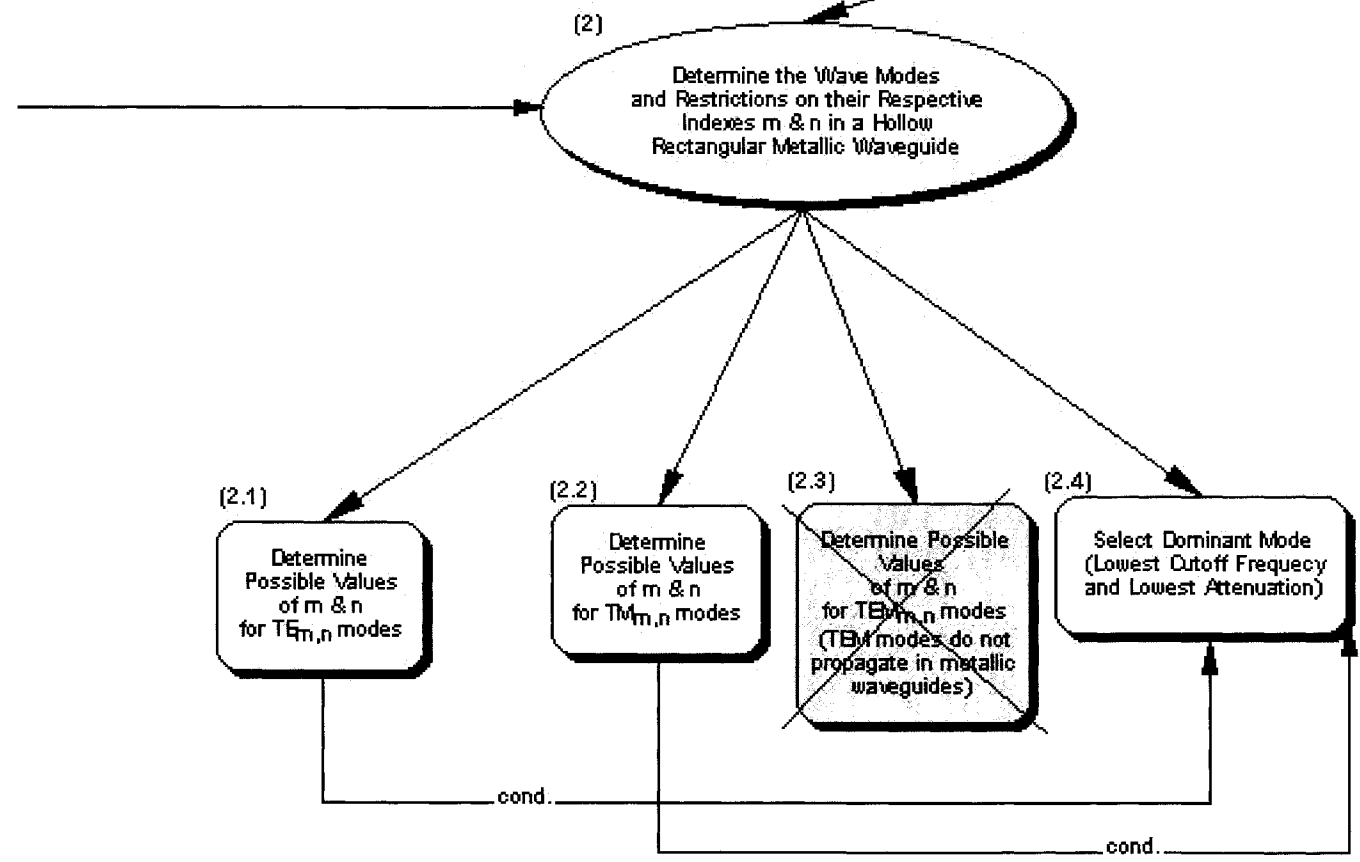 (2)
Determine the Wave Modes
and Restrictions on their Respective
Indexes m & n in a Hollow
Rectangular Metallic Waveguide
(2.1)
Determine
Possible Values
of m & n
for TEm,n modes
(2.2)
Determine
Possible Values
of m & n
for TMm,n modes
(2.3)
Determine Possible
Values
of m & n
for TEMm,n modes
(TEM modes do not
propagate in metallic
waveguides)
(2.4)
Select Dominant Mode
(Lowest Cutoff Frequecy
and Lowest Attenuation)
cond.
cond.